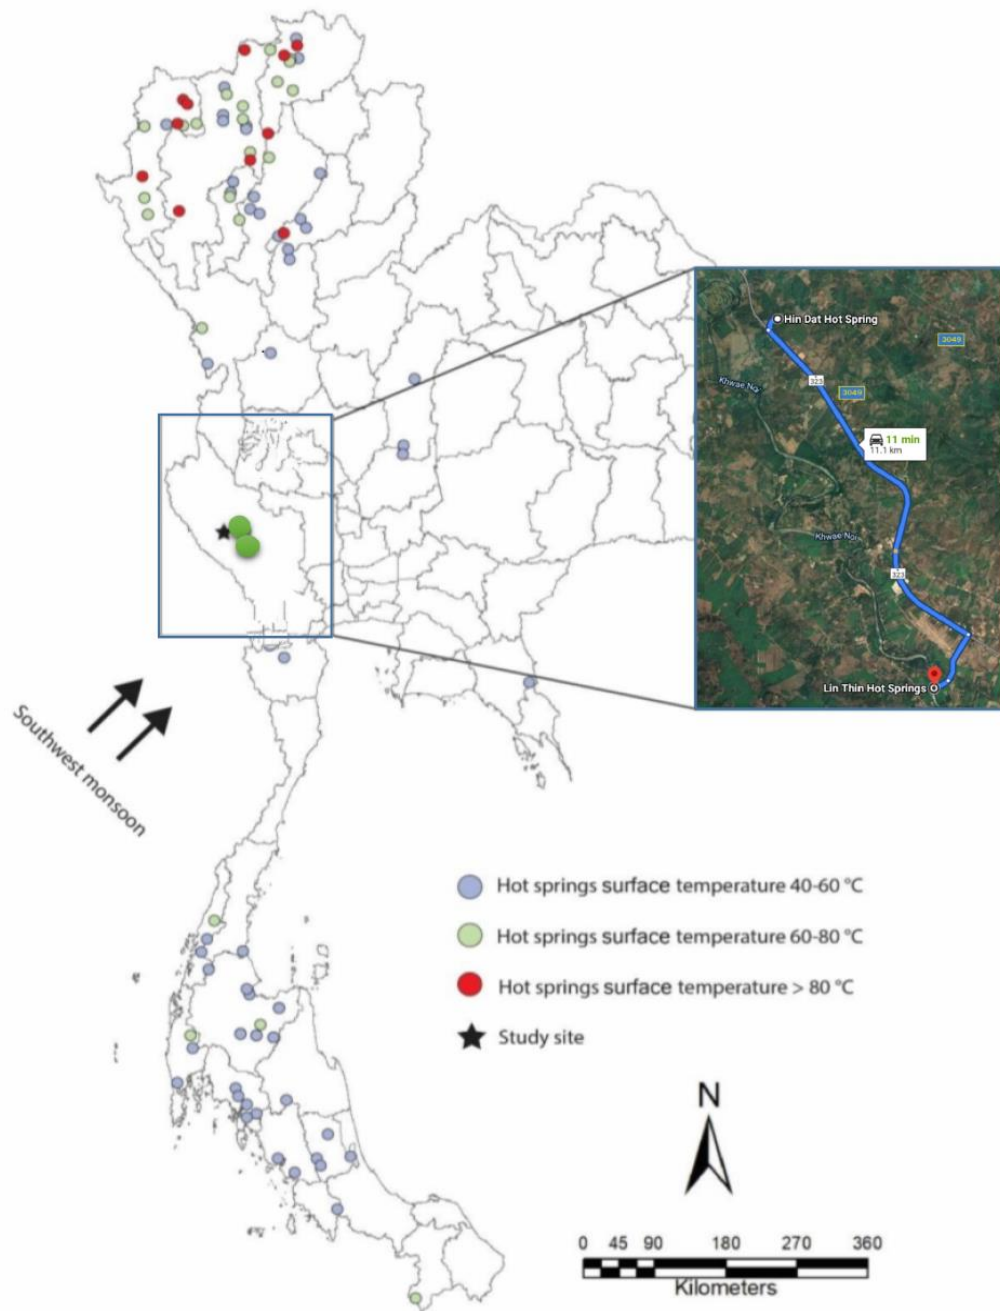 Hin Dat Hot Spring
3049
323
3049
Khwae Noi
11 min
11.1 km
Khwae Noi
323
Lin Thin Hot Springs
Southwest monsoon
Hot springs surface temperature 40-60 °C
Hot springs surface temperature 60-80 °C
Hot springs surface temperature > 80 °C
Study site
N
0 45 90 180 270 360
Kilometers